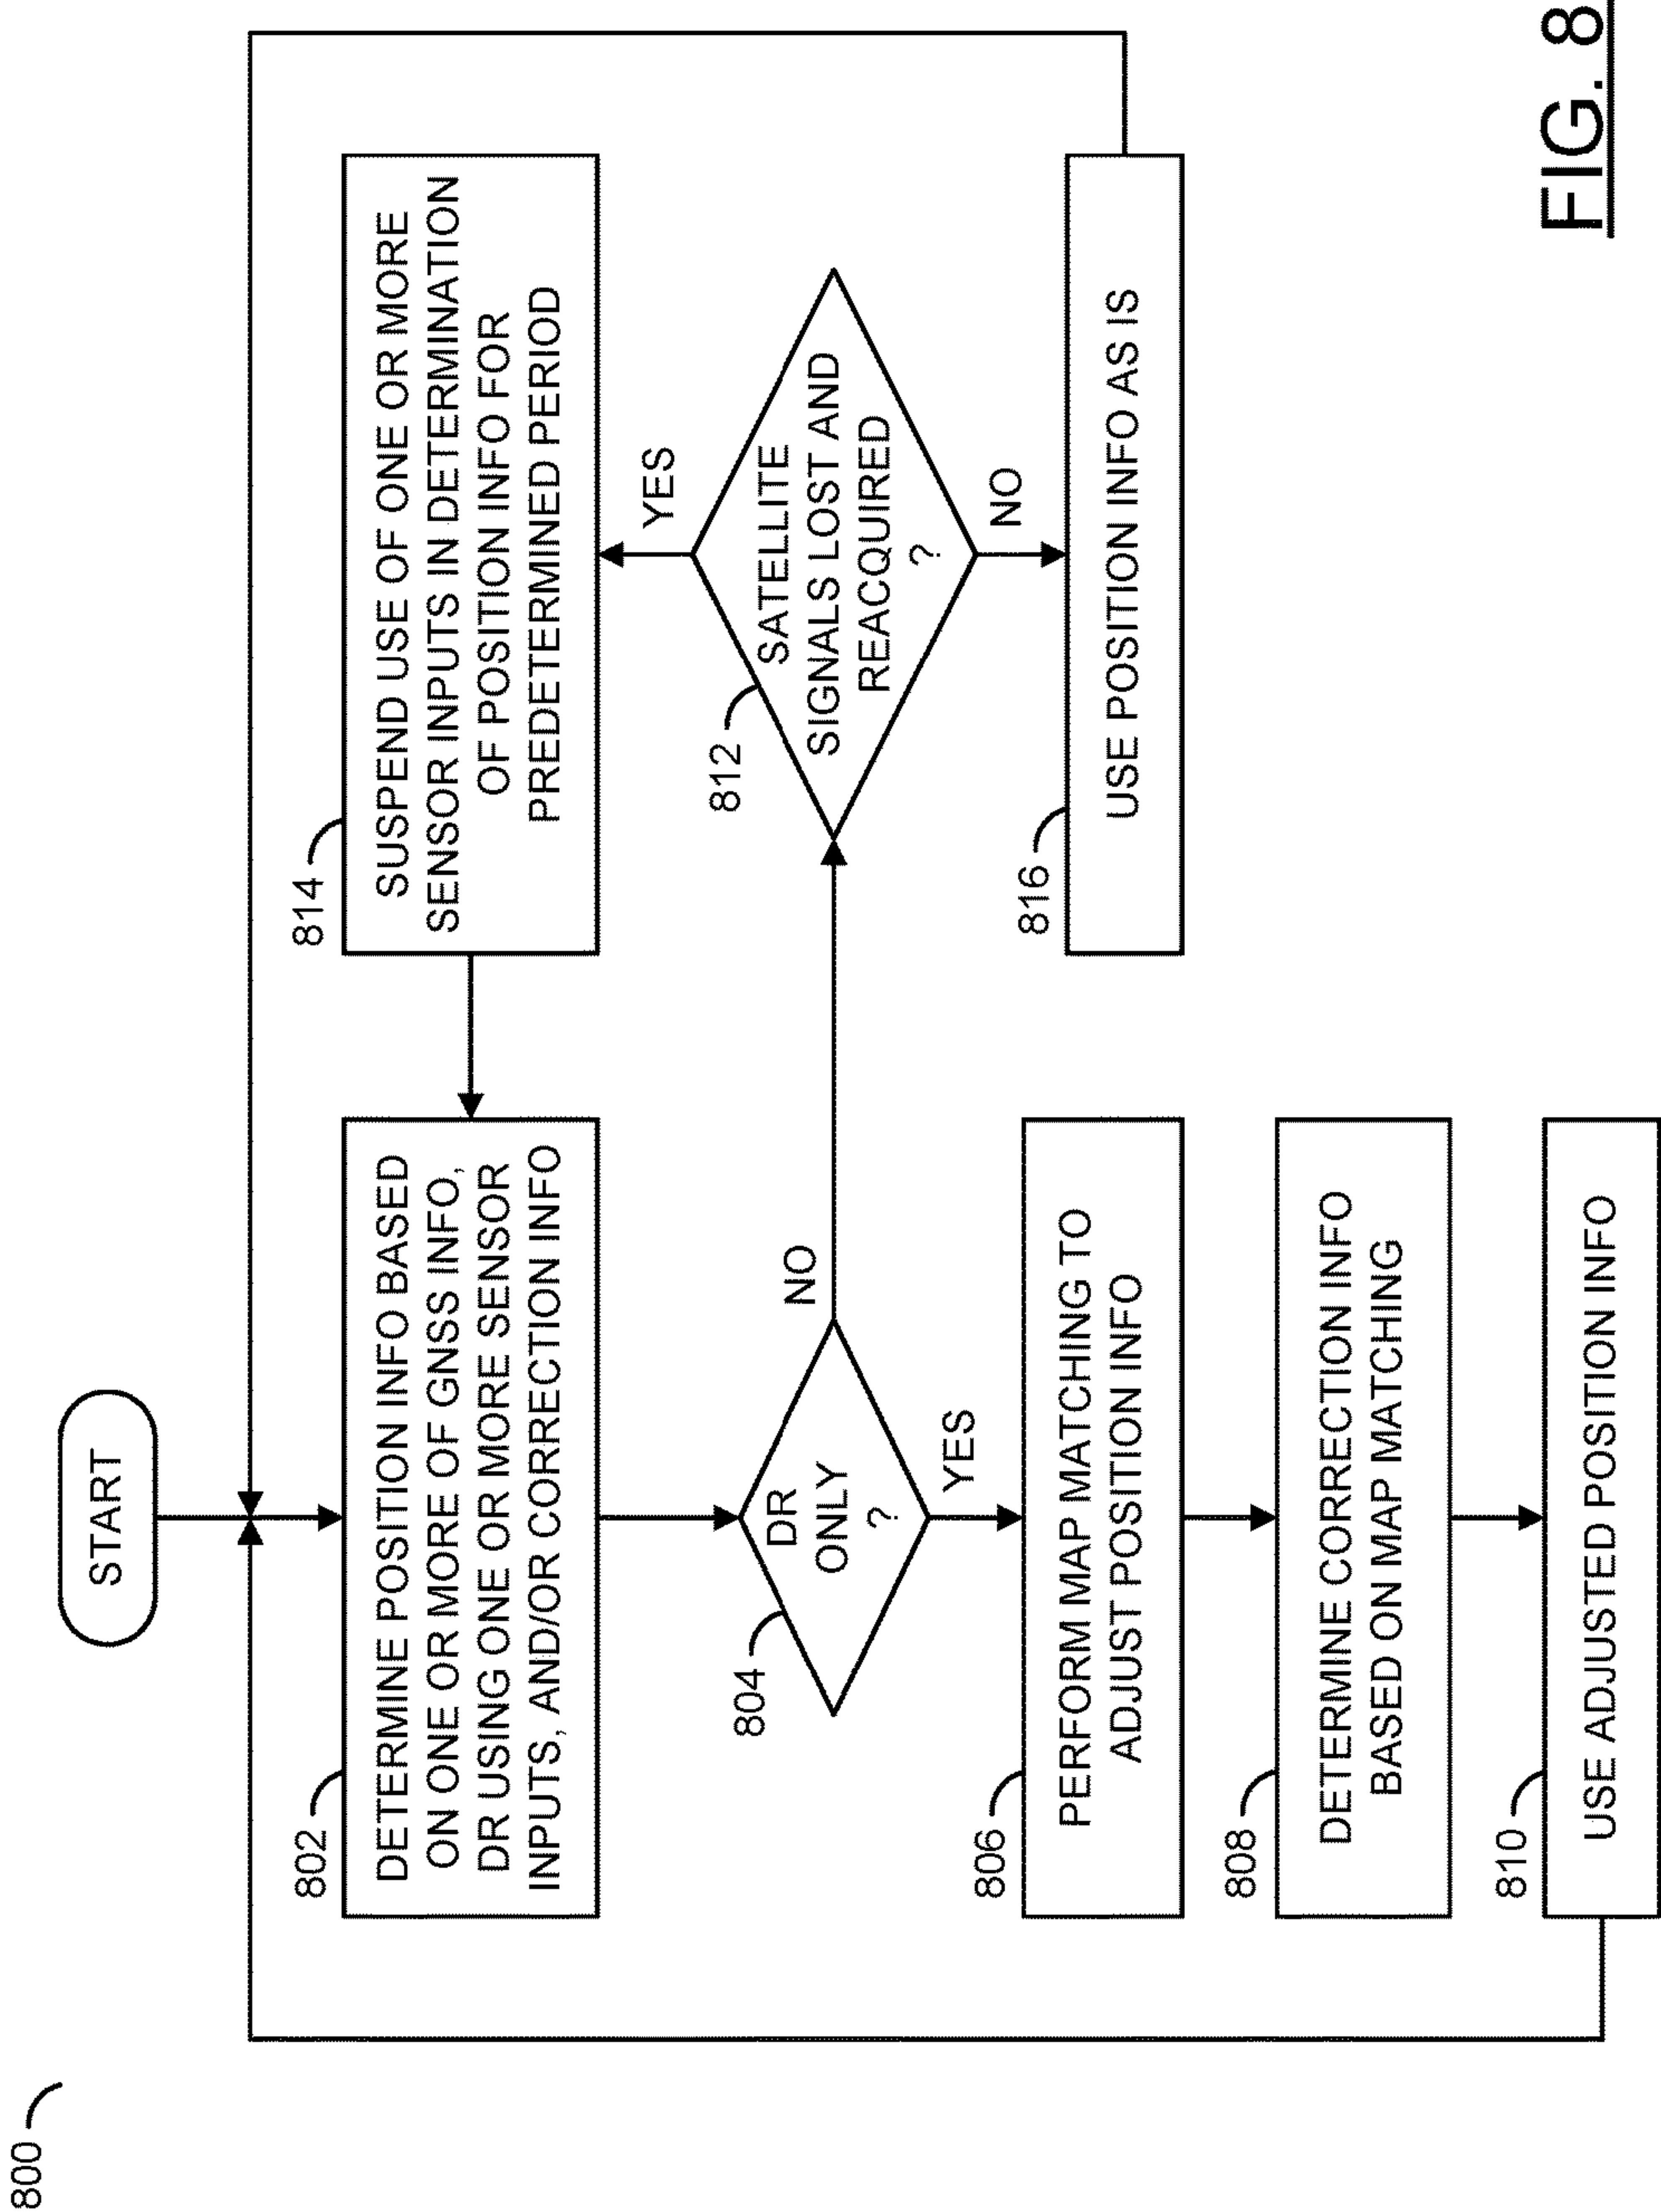 800
START
802
DETERMINE POSITION INFO BASED
ON ONE OR MORE OF GNSS INFO,
DR USING ONE OR MORE SENSOR
INPUTS, AND/OR CORRECTION INFO
804
DR
ONLY
?
NO
YES
806
PERFORM MAP MATCHING TO
ADJUST POSITION INFO
808
DETERMINE CORRECTION INFO
BASED ON MAP MATCHING
810
USE ADJUSTED POSITION INFO
814
SUSPEND USE OF ONE OR MORE
SENSOR INPUTS IN DETERMINATION
OF POSITION INFO FOR
PREDETERMINED PERIOD
YES
812
SATELLITE
SIGNALS LOST AND
REACQUIRED
?
NO
816
USE POSITION INFO AS IS
FIG. 8